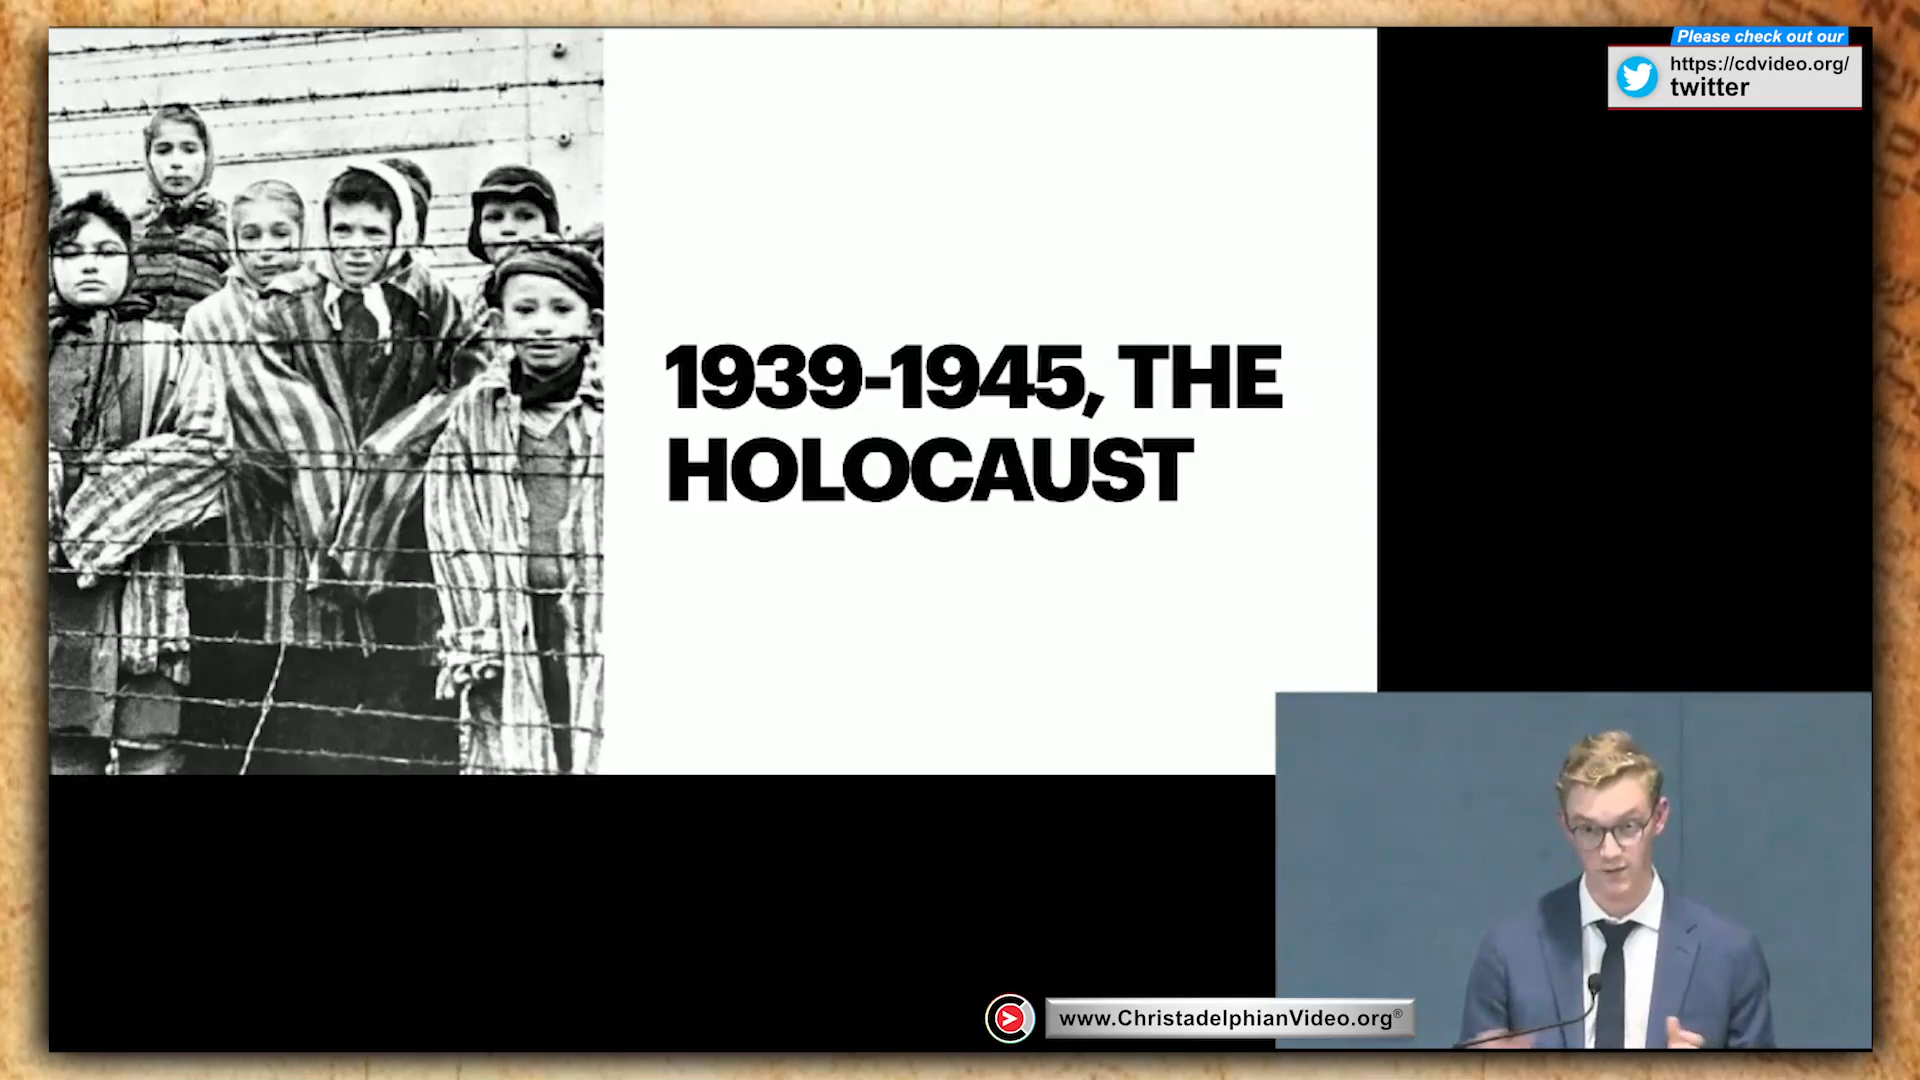 Please check out our
https://cdvideo.org/
twitter
1939-1945, THE
HOLOCAUST
www.ChristadelphianVideo.org®